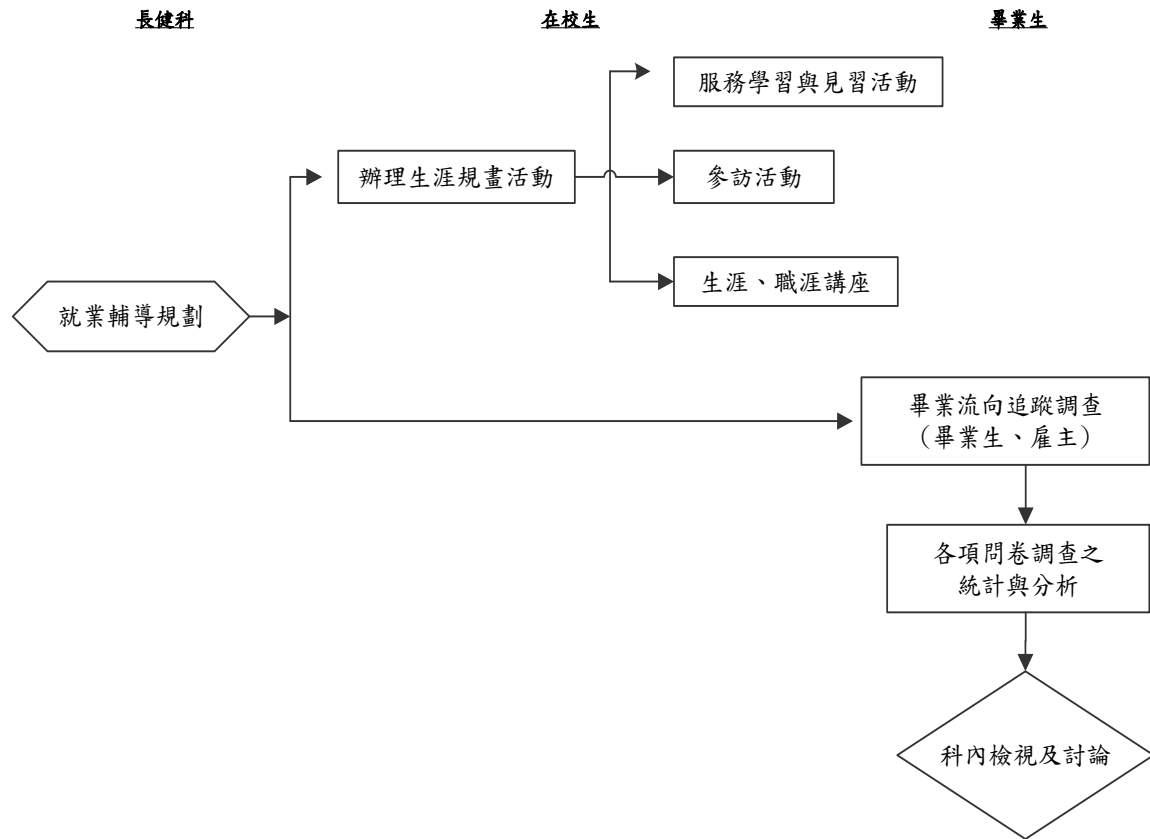 長健科
在校生
畢業生
服務學習與見習活動
辦理生涯規畫活動
參訪活動
生涯、職涯講座
就業輔導規劃
畢業流向追蹤調查
（畢業生、雇主）
各項問卷調查之
統計與分析
科內檢視及討論